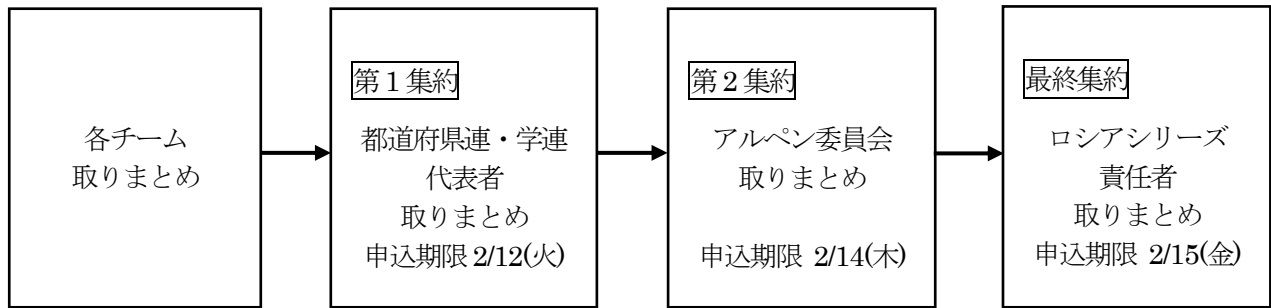 各チーム
取りまとめ
第1集約
都道府県連・学連
代表者
取りまとめ
申込期限 2/12(火)
第2集約
アルペン委員会
取りまとめ
申込期限 2/14(木)
最終集約
ロシアシリーズ
責任者
取りまとめ
申込期限 2/15(金)